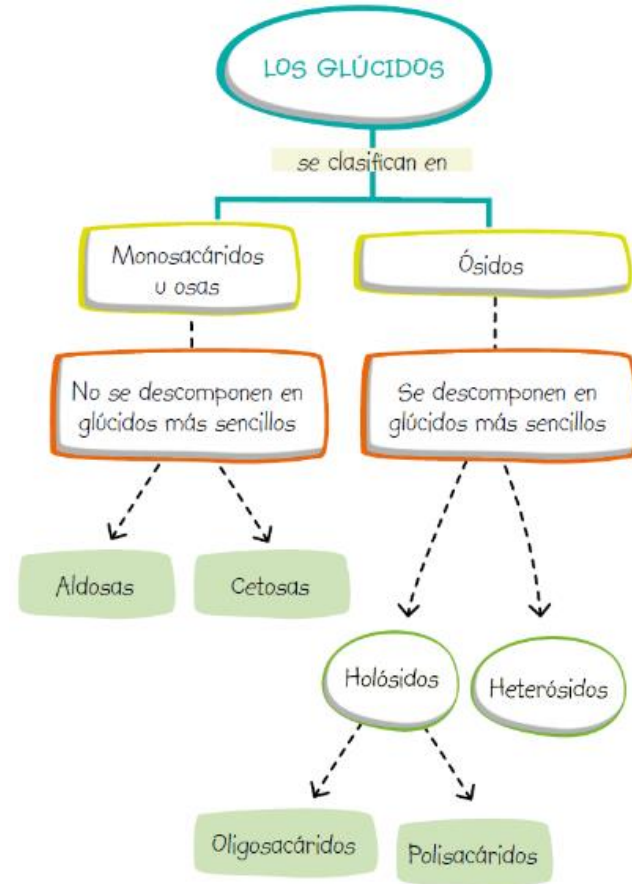 LOS GLÚCIDOS
se clasifican en
Monosacáridos
u osas
Ósidos
No se descomponen en
glúcidos más sencillos
Se descomponen en
glúcidos más sencillos
Aldosas
Cetosas
Holósidos
Heterósidos
Oligosacáridos
Polisacáridos